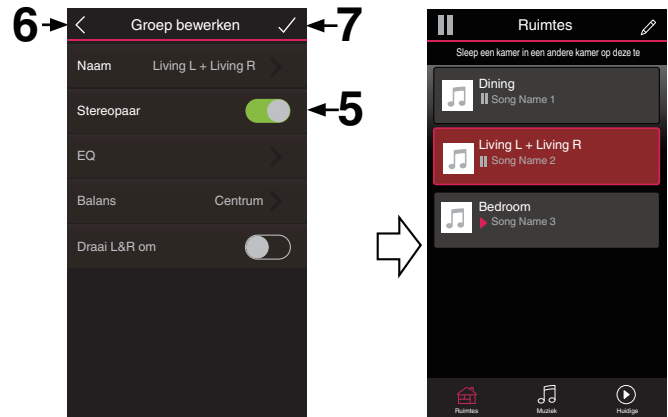 6
Groep bewerken
7
Naam Living L + Living R
Stereopaar
5
EQ
Balans Centrum
Draai L&R om
Ruimtes
Sleep een kamer in een andere kamer op deze te
Dining
Song Name 1
Living L + Living R
Song Name 2
Bedroom
Song Name 3
Ruimtes Muziek Huidige